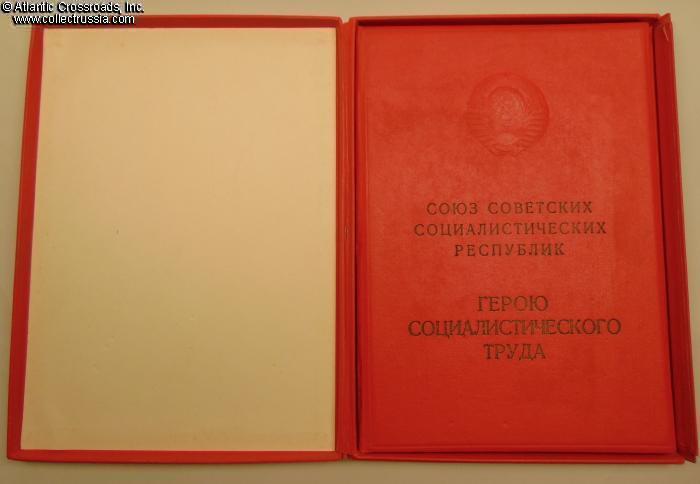 © Atlantic Crossroads, Inc.
www.collectrussia.com
СОЮЗ СОВЕТСКИХ
СОЦИАЛИСТИЧЕСКИХ
РЕСПУБЛИК
ГЕРОЮ
СОЦИАЛИСТИЧЕСКОГО
ТРУДА